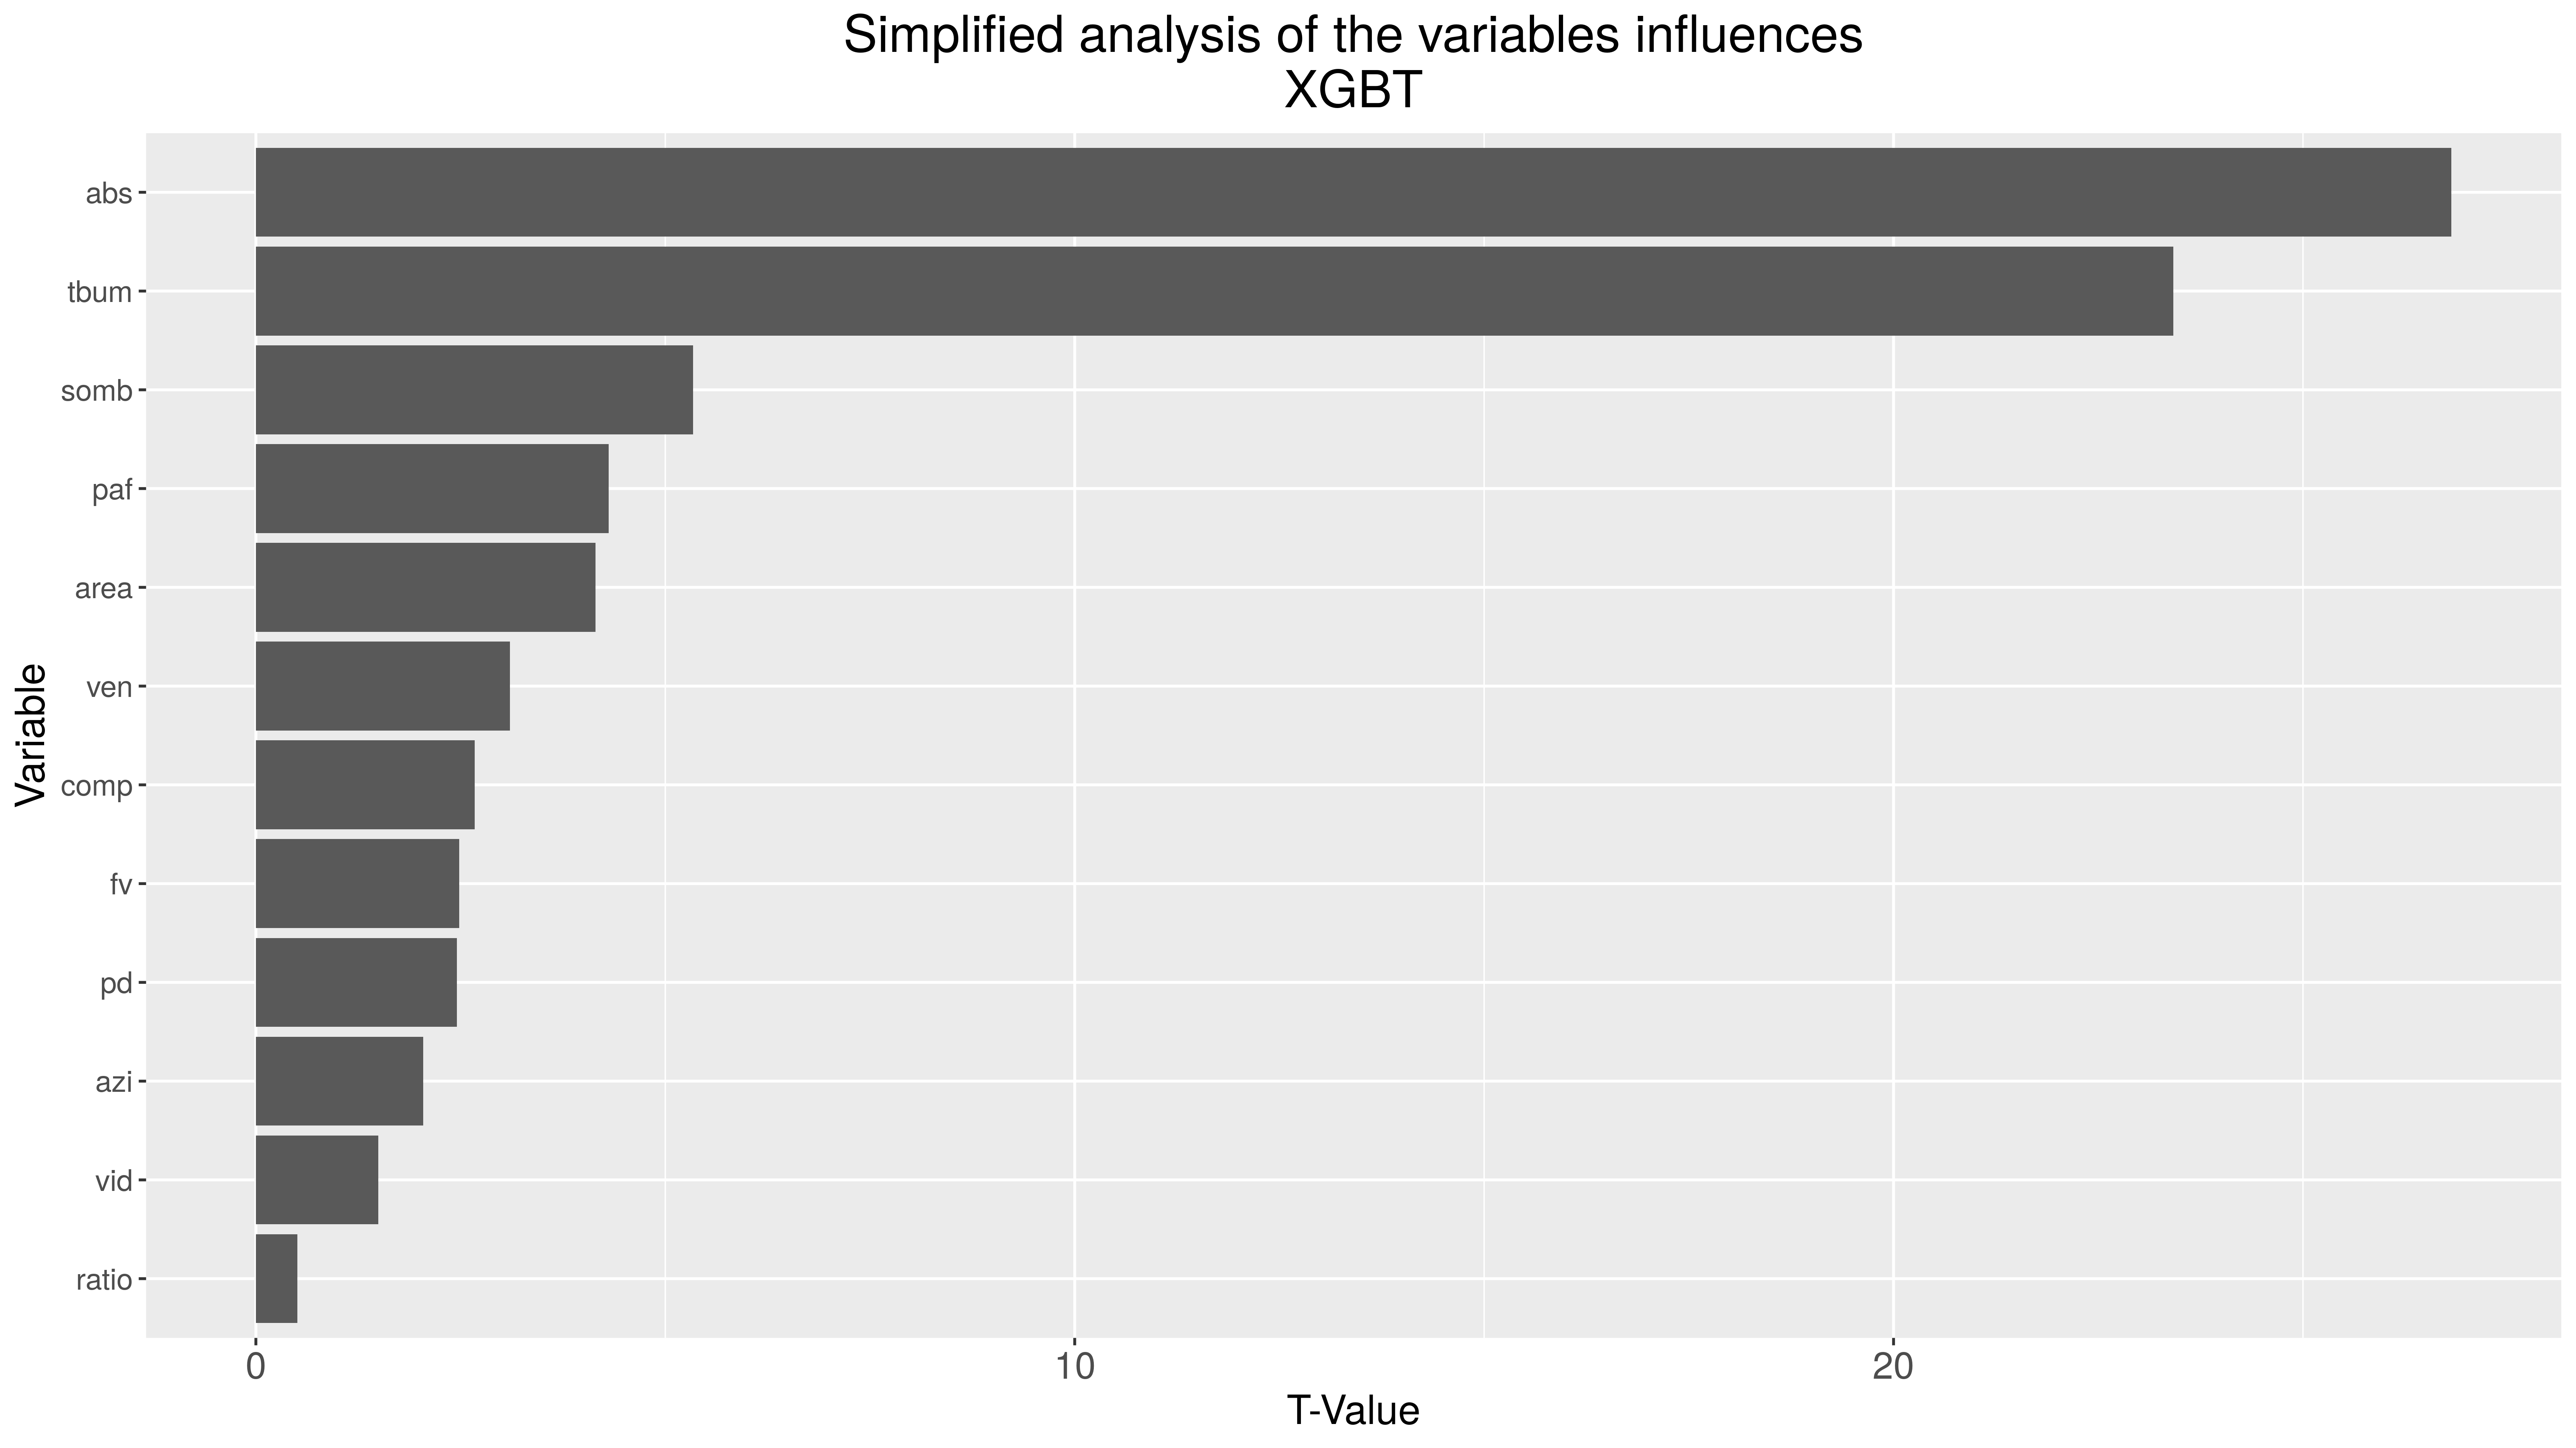 Simplified analysis of the variables influences
XGBT
Variable
abs
tbum
somb
paf
area
ven
comp
fv
pd
azi
vid
ratio
0 10 20
T-Value